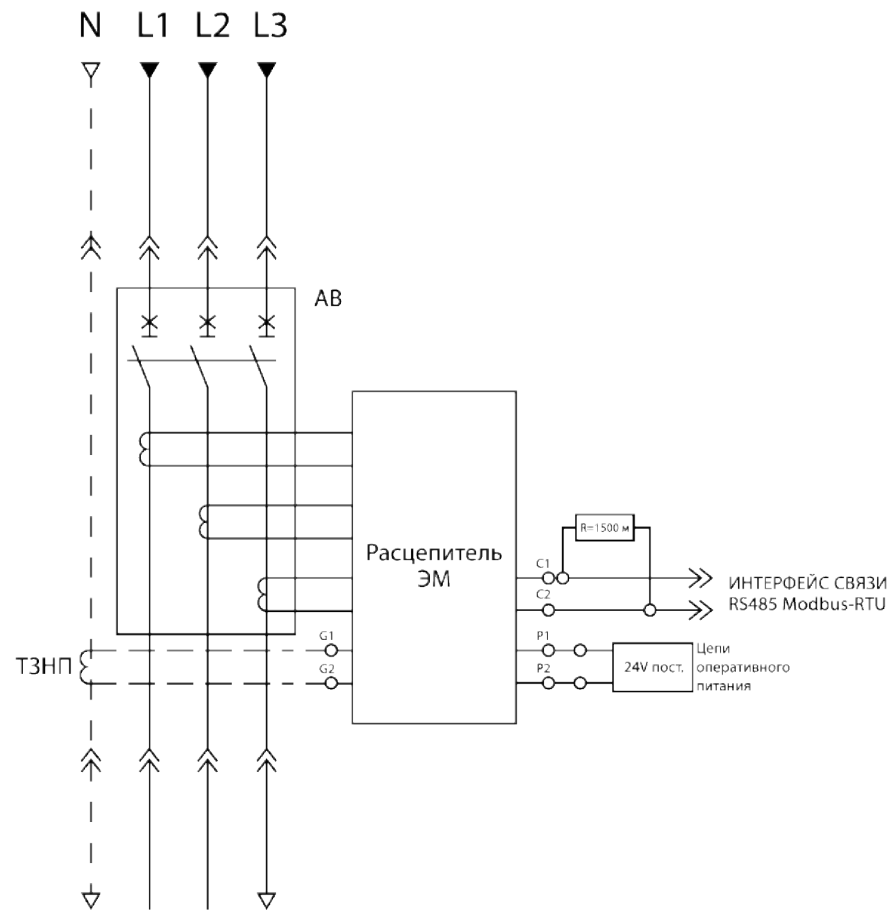 N L1 L2 L3
АВ
R=1500 м
Расцепитель
ЭМ
C1
C2
ИНТЕРФЕЙС СВЯЗИ
RS485 Modbus-RTU
ТЗНП
G1
G2
P1
P2
24V пост.
Цепи
оперативного
питания